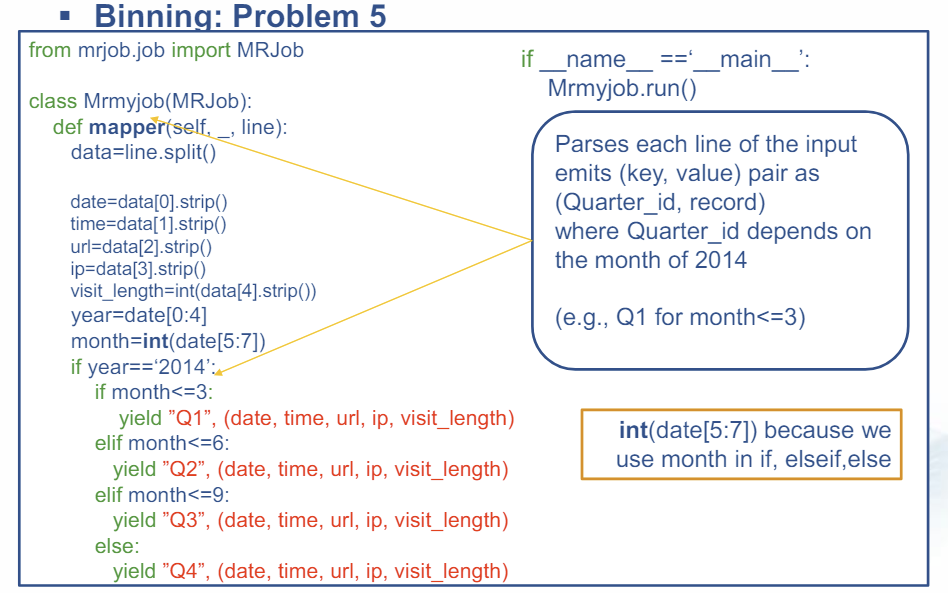 ▪ Binning: Problem 5
from mrjob.job import MRJob
class Mrmyjob(MRJob):
def mapper(self, _, line):
data=line.split()
date=data[0].strip()
time=data[1].strip()
url=data[2].strip()
ip=data[3].strip()
visit_length=int(data[4].strip())
year=date[0:4]
month=int(date[5:7])
if year==‘2014’:
if month<=3:
yield ”Q1”, (date, time, url, ip, visit_length)
elif month<=6:
yield ”Q2”, (date, time, url, ip, visit_length)
elif month<=9:
yield ”Q3”, (date, time, url, ip, visit_length)
else:
yield ”Q4”, (date, time, url, ip, visit_length)
if __name__ ==‘__main__’:
Mrmyjob.run()
Parses each line of the input
emits (key, value) pair as
(Quarter_id, record)
where Quarter_id depends on
the month of 2014
(e.g., Q1 for month<=3)
int(date[5:7]) because we
use month in if, elseif,else